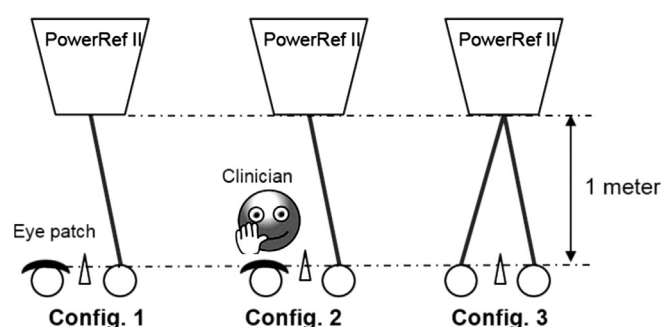 PowerRef II PowerRef II PowerRef II
1 meter
Clinician
Eye patch
Config. 1 Config. 2 Config. 3